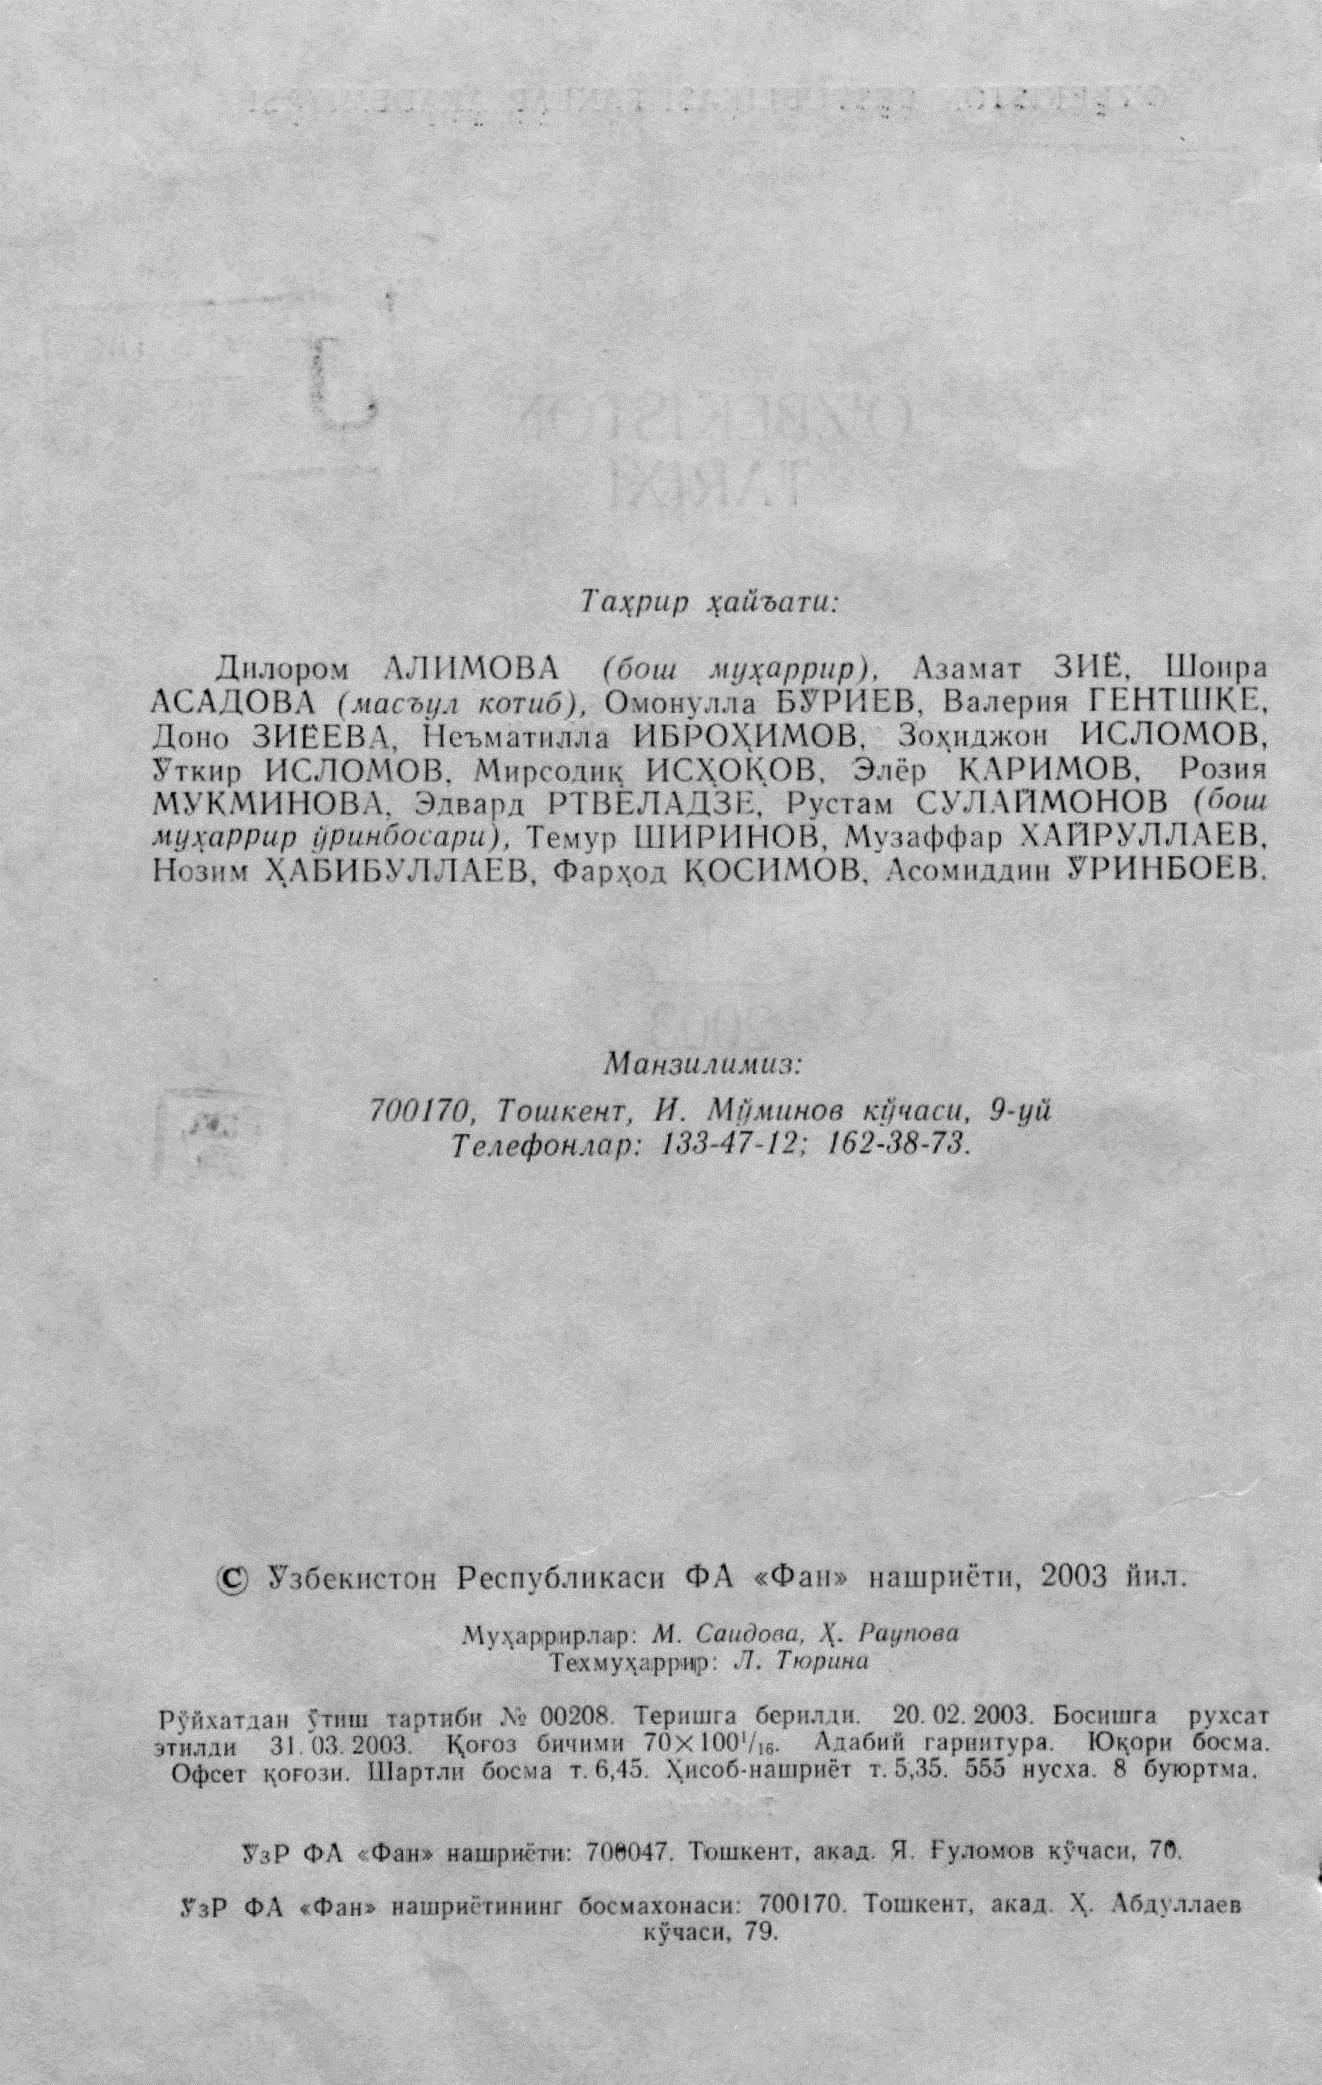 Таҳрир ҳайъати:
Дилором АЛИМОВА (бош муҳаррир), Азамат ЗИЁ, Шоира
АСАДОВА (масъул котиб), Омонулла БЎРИЕВ, Валерия ГЕНТШКЕ,
Доно ЗИЁЕВА, Неъматилла ИБРОҲИМОВ, Зоҳиджон ИСЛОМОВ,
Ўткир ИСЛОМОВ, Мирсодиқ ИСҲОҚОВ, Элёр КАРИМОВ, Розия
МУКМИНОВА, Эдвард РТВЕЛАДЗЕ, Рустам СУЛАЙМОНОВ (бош
муҳаррир ўринбосари), Темур ШИРИНОВ, Музаффар ХАЙРУЛЛАЕВ,
Нозим ҲАБИБУЛЛАЕВ, Фарҳод ҚОСИМОВ, Асомиддин ЎРИНБОЕВ.
Манзилимиз:
700170, Тошкент, И. Мўминов кўчаси, 9-уй
Телефонлар: 133-47-12; 162-38-73.
© Ўзбекистон Республикаси ФА «Фан» нашриёти, 2003 йил.
Муҳаррирлар: М. Саидова, Ҳ. Раупова
Техмуҳаррир: Л. Тюрина
Рўйхатдан ўтиш тартиби № 00208. Теришга берилди. 20.02.2003. Босишга рухсат
этилди 31.03.2003. Қоғоз бичими 70×100¹/₁₆. Адабий гарнитура. Юқори босма.
Офсет қоғози. Шартли босма т. 6,45. Ҳисоб-нашриёт т. 5,35. 555 нусха. 8 буюртма.
ЎзР ФА «Фан» нашриёти: 700047. Тошкент, акад. Я. Ғуломов кўчаси, 70.
ЎзР ФА «Фан» нашриётининг босмахонаси: 700170. Тошкент, акад. Ҳ. Абдуллаев
кўчаси, 79.